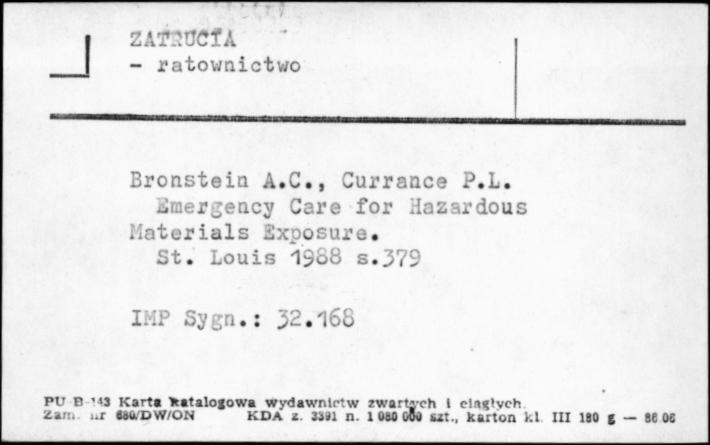 ZATRUCIA
- ratownictwo
Bronstein A.C., Currance P.L.
Emergency Care for Hazardous
Materials Exposure.
St. Louis 1988 s.379
IMP Sygn.: 32.168
PU-B-143 Karta katalogowa wydawnictw zwartych i ciągłych.
Zam. nr 680/DW/ON KDA z. 3391 n. 1 080 000 szt., karton kl. III 180 g — 86.06